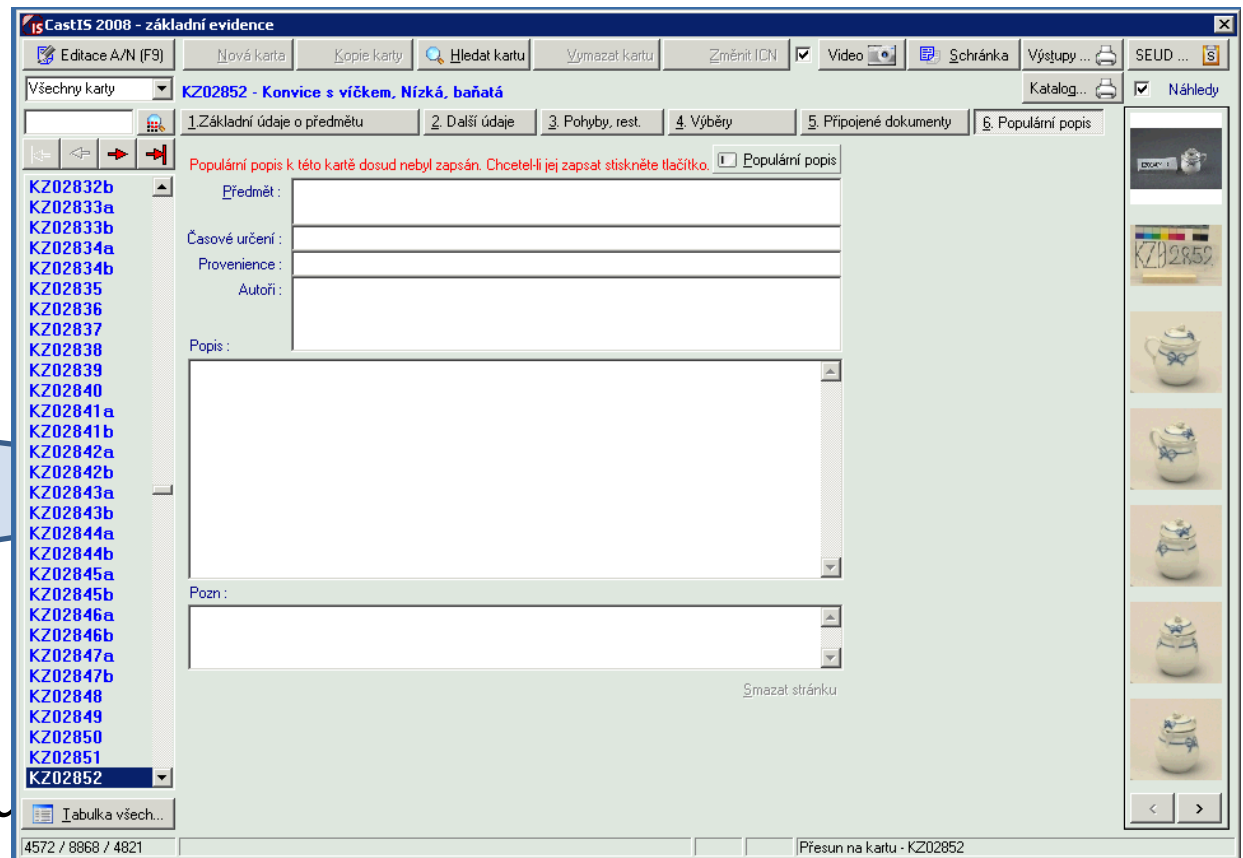 CastIS 2008 - základní evidence
Editace A/N (F9) Nová karta Kopie karty Hledat kartu Vymazat kartu Změnit ICN Video Schránka Výstupy ... SEUD ...
Všechny karty KZ02852 - Konvice s víčkem, Nízká, baňatá Katalog... Náhledy
1.Základní údaje o předmětu 2. Další údaje 3. Pohyby, rest. 4. Výběry 5. Připojené dokumenty 6. Populární popis
Populární popis k této kartě dosud nebyl zapsán. Chcetel-li jej zapsat stiskněte tlačítko. Populární popis
Předmět :
Časové určení :
Provenience :
Autoři :
Popis :
Pozn :
Smazat stránku
KZ02832b
KZ02833a
KZ02833b
KZ02834a
KZ02834b
KZ02835
KZ02836
KZ02837
KZ02838
KZ02839
KZ02840
KZ02841a
KZ02841b
KZ02842a
KZ02842b
KZ02843a
KZ02843b
KZ02844a
KZ02844b
KZ02845a
KZ02845b
KZ02846a
KZ02846b
KZ02847a
KZ02847b
KZ02848
KZ02849
KZ02850
KZ02851
KZ02852
KZ02852
Tabulka všech...
4572 / 8868 / 4821 Přesun na kartu - KZ02852